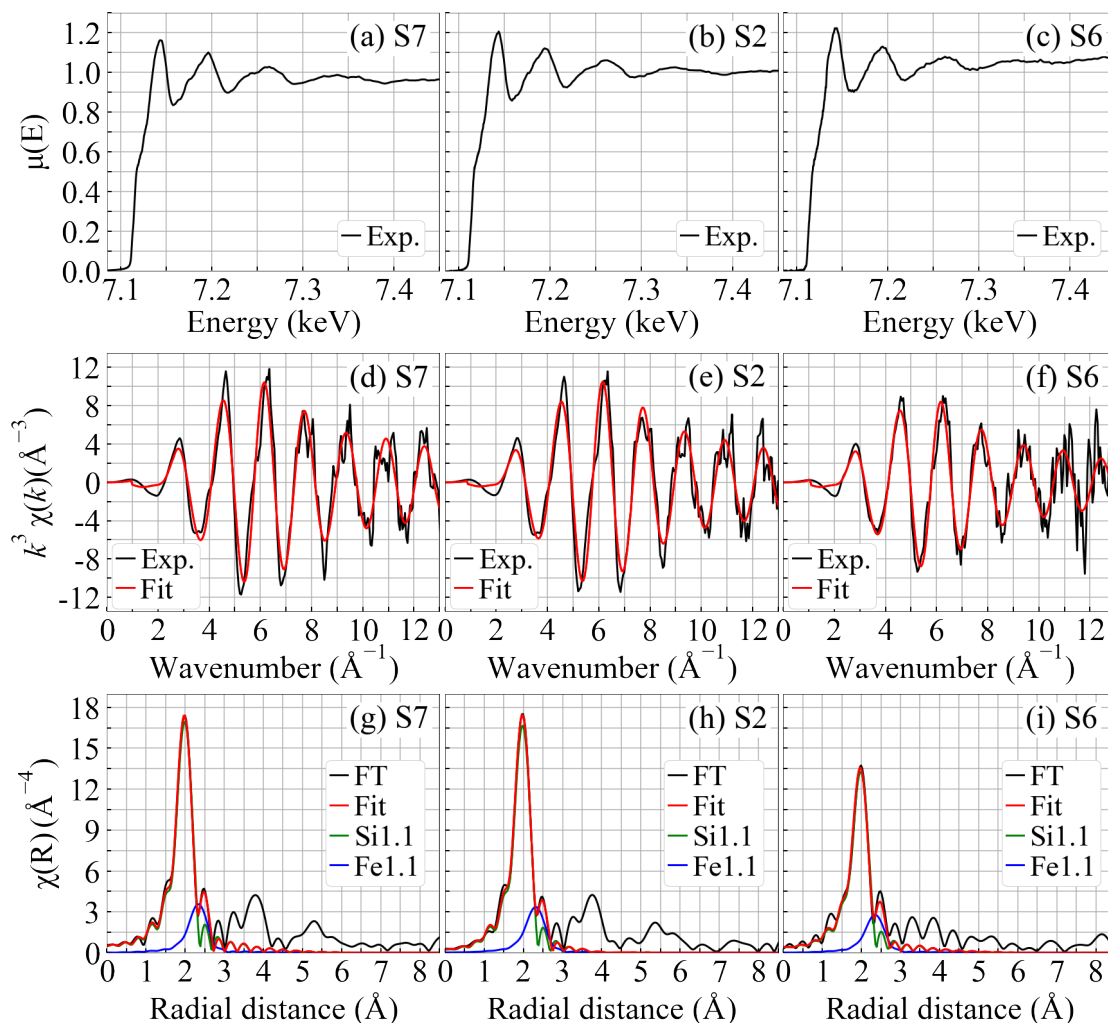 (a) S7
(b) S2
(c) S6
μ(E)
1.2
1.0
0.8
0.6
0.4
0.2
0.0
Exp.
Exp.
Exp.
7.1 7.2 7.3 7.4
7.1 7.2 7.3 7.4
7.1 7.2 7.3 7.4
Energy (keV)
Energy (keV)
Energy (keV)
(d) S7
(e) S2
(f) S6
k³ χ(k)(Å⁻³)
12
8
4
0
-4
-8
-12
Exp.
Fit
Exp.
Fit
Exp.
Fit
0 2 4 6 8 10 12
0 2 4 6 8 10 12
0 2 4 6 8 10 12
Wavenumber (Å⁻¹)
Wavenumber (Å⁻¹)
Wavenumber (Å⁻¹)
(g) S7
(h) S2
(i) S6
χ(R)(Å⁻⁴)
18
15
12
9
6
3
0
FT
Fit
Si1.1
Fe1.1
FT
Fit
Si1.1
Fe1.1
FT
Fit
Si1.1
Fe1.1
0 1 2 3 4 5 6 7 8
0 1 2 3 4 5 6 7 8
0 1 2 3 4 5 6 7 8
Radial distance (Å)
Radial distance (Å)
Radial distance (Å)